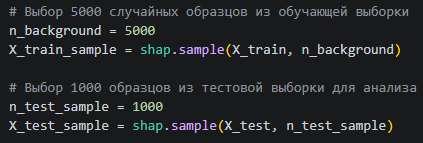 # Выбор 5000 случайных образцов из обучающей выборки
n_background = 5000
X_train_sample = shap.sample(X_train, n_background)
# Выбор 1000 образцов из тестовой выборки для анализа
n_test_sample = 1000
X_test_sample = shap.sample(X_test, n_test_sample)